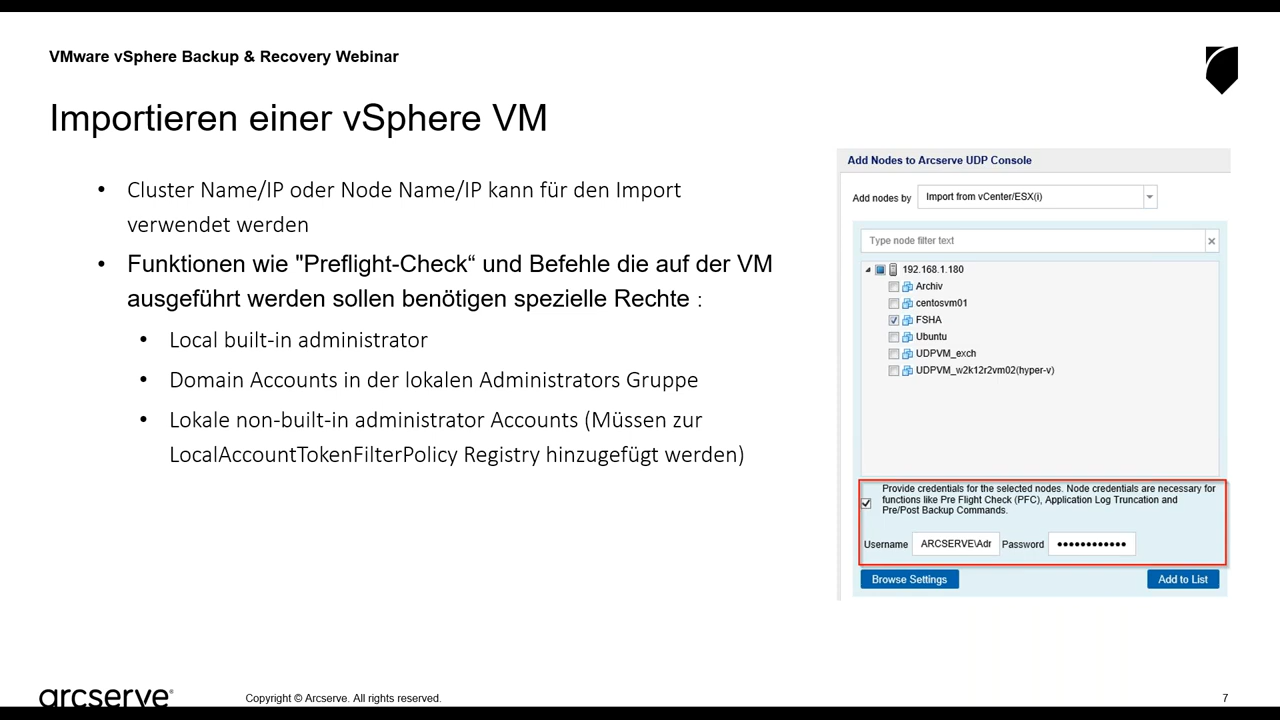 VMware vSphere Backup & Recovery Webinar
Importieren einer vSphere VM
• Cluster Name/IP oder Node Name/IP kann für den Import
verwendet werden
• Funktionen wie "Preflight-Check“ und Befehle die auf der VM
ausgeführt werden sollen benötigen spezielle Rechte :
• Local built-in administrator
• Domain Accounts in der lokalen Administrators Gruppe
• Lokale non-built-in administrator Accounts (Müssen zur
LocalAccountTokenFilterPolicy Registry hinzugefügt werden)
Add Nodes to Arcserve UDP Console
Add nodes by Import from vCenter/ESX(i)
Type node filter text
192.168.1.180
Archiv
centosvm01
FSHA
Ubuntu
UDPVM_exch
UDPVM_w2k12r2vm02(hyper-v)
Provide credentials for the selected nodes. Node credentials are necessary for
functions like Pre Flight Check (PFC), Application Log Truncation and
Pre/Post Backup Commands.
Username ARCSERVE\Adr Password ••••••••••••
Browse Settings Add to List
arcserve® Copyright © Arcserve. All rights reserved. 7